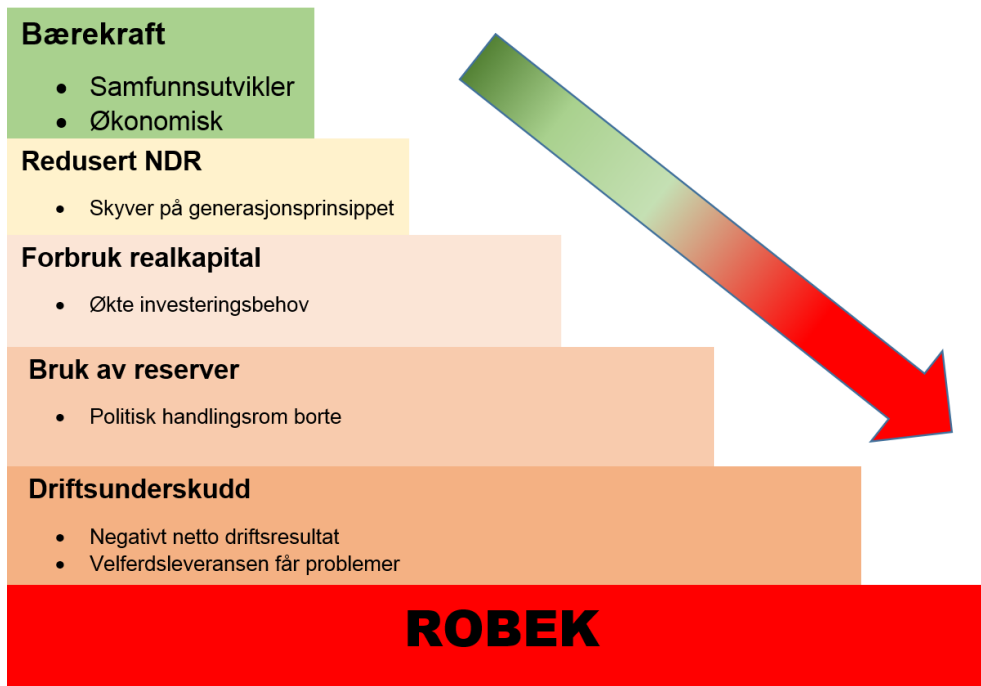 Bærekraft
• Samfunnsutvikler
• Økonomisk
Redusert NDR
• Skyver på generasjonsprinsippet
Forbruk realkapital
• Økte investeringsbehov
Bruk av reserver
• Politisk handlingsrom borte
Driftsunderskudd
• Negativt netto driftsresultat
• Velferdsleveransen får problemer
ROBEK